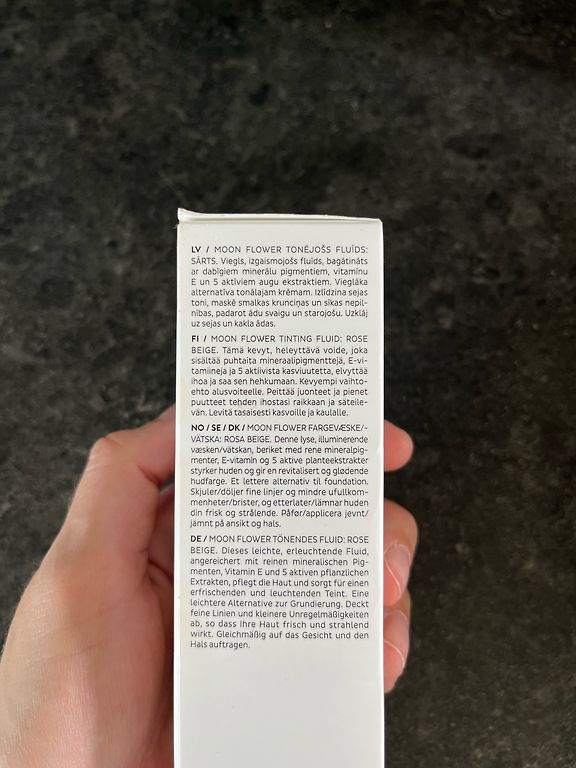 LV / MOON FLOWER TONĒJOŠS FLUĪDS:
SĀRTS. Viegls, izgaismojošs fluīds, bagātināts
ar dabīgiem minerālu pigmentiem, vitamīnu
E un 5 aktīviem augu ekstraktiem. Vieglāka
alternatīva tonālajam krēmam. Izlīdzina sejas
toni, maskē smalkas krunciņas un sīkas nepil-
nības, padarot ādu svaigu un starojošu. Uzklāj
uz sejas un kakla ādas.
FI / MOON FLOWER TINTING FLUID: ROSE
BEIGE. Tämä kevyt, heleyttävä voide, joka
sisältää puhtaita mineraalipigmenttejä, E-vi-
tamiineja ja 5 aktiivista kasviuutetta, elvyttää
ihoa ja saa sen hehkumaan. Kevyempi vaihto-
ehto alusvoiteelle. Peittää juonteet ja pienet
puutteet tehden ihostasi raikkaan ja säteile-
vän. Levitä tasaisesti kasvoille ja kaulalle.
NO / SE / DK / MOON FLOWER FARGEVÆSKE/-
VÄTSKA: ROSA BEIGE. Denne lyse, illuminerende
væsken/vätskan, beriket med rene mineralpig-
menter, E-vitamin og 5 aktive planteekstrakter
styrker huden og gir en revitalisert og glødende
hudfarge. Et lettere alternativ til foundation.
Skjuler/döljer fine linjer og mindre ufullkom-
menheter/brister, og etterlater/lämnar huden
din frisk og strålende. Påfør/applicera jevnt/
jämnt på ansikt og hals.
DE / MOON FLOWER TÖNENDES FLUID: ROSE
BEIGE. Dieses leichte, erleuchtende Fluid,
angereichert mit reinen mineralischen Pig-
menten, Vitamin E und 5 aktiven pflanzlichen
Extrakten, pflegt die Haut und sorgt für einen
erfrischenden und leuchtenden Teint. Eine
leichtere Alternative zur Grundierung. Deckt
feine Linien und kleinere Unregelmäßigkeiten
ab, so dass Ihre Haut frisch und strahlend
wirkt. Gleichmäßig auf das Gesicht und den
Hals auftragen.